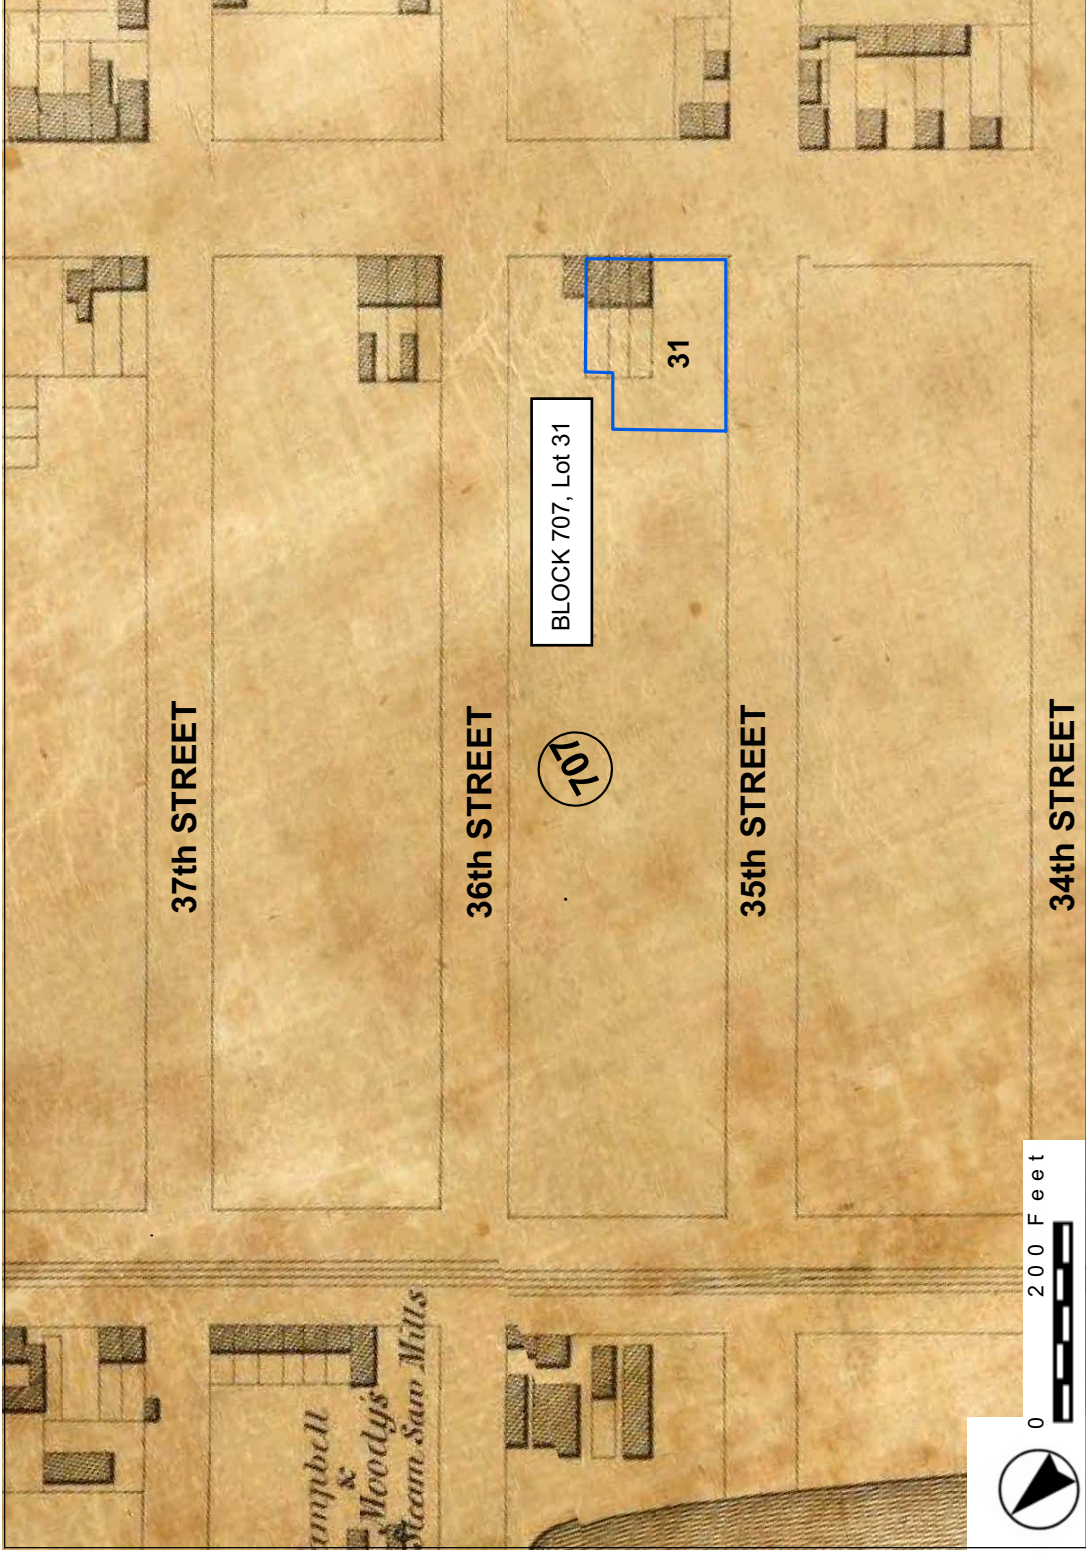 37th STREET
36th STREET
35th STREET
34th STREET
BLOCK 707, Lot 31
707
31
ampbell
&
Moody's
Steam Saw Mills
0 200 Feet